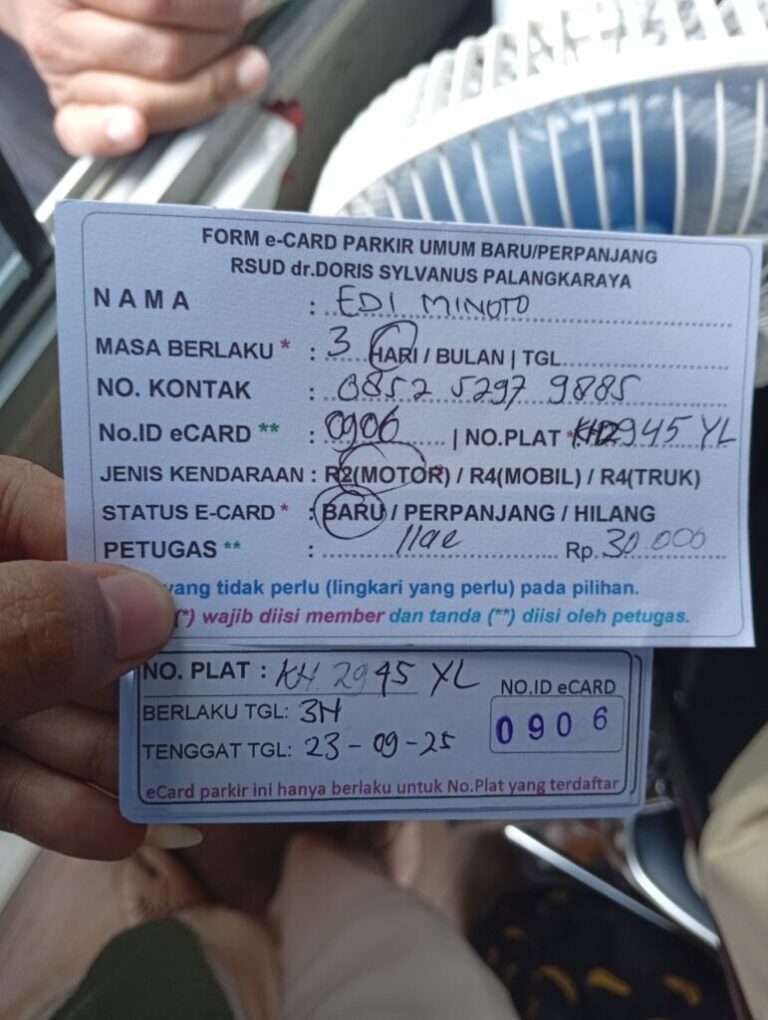 FORM e-CARD PARKIR UMUM BARU/PERPANJANG
RSUD dr.DORIS SYLVANUS PALANGKARAYA
NAMA : EDI MINOTO
MASA BERLAKU * : 3 HARI / BULAN | TGL
NO. KONTAK : 0852 5297 9885
No.ID eCARD ** : 0906 | NO.PLAT * KH 2945 YL
JENIS KENDARAAN : R2(MOTOR) / R4(MOBIL) / R4(TRUK)
STATUS E-CARD * : BARU / PERPANJANG / HILANG
PETUGAS ** : Rp. 30.000
yang tidak perlu (lingkari yang perlu) pada pilihan.
(*) wajib diisi member dan tanda (**) diisi oleh petugas.
NO. PLAT : KH 2945 YL
NO.ID eCARD
BERLAKU TGL: 3H
0906
TENGGAT TGL: 23-09-25
eCard parkir ini hanya berlaku untuk No.Plat yang terdaftar